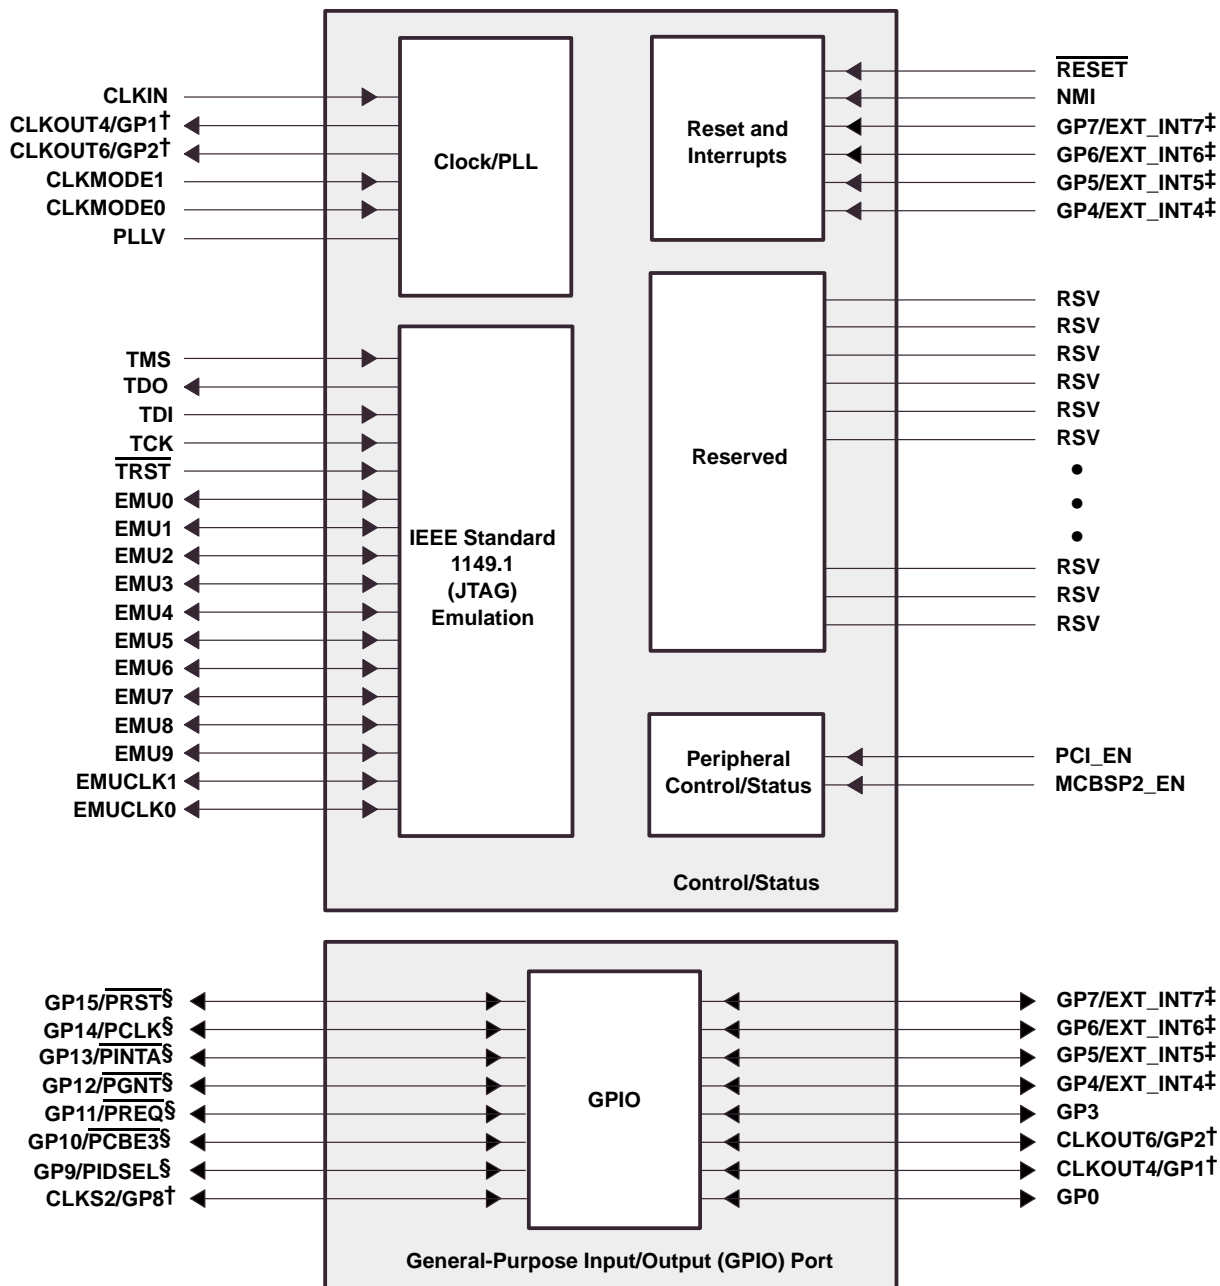 CLKIN
CLKOUT4/GP1†
CLKOUT6/GP2†
CLKMODE1
CLKMODE0
PLLV
Clock/PLL
Reset and
Interrupts
RESET
NMI
GP7/EXT_INT7‡
GP6/EXT_INT6‡
GP5/EXT_INT5‡
GP4/EXT_INT4‡
TMS
TDO
TDI
TCK
TRST
EMU0
EMU1
EMU2
EMU3
EMU4
EMU5
EMU6
EMU7
EMU8
EMU9
EMUCLK1
EMUCLK0
IEEE Standard
1149.1
(JTAG)
Emulation
Reserved
RSV
RSV
RSV
RSV
RSV
RSV
•
•
•
RSV
RSV
RSV
Peripheral
Control/Status
PCI_EN
MCBSP2_EN
Control/Status
GP15/PRST§
GP14/PCLK§
GP13/PINTA§
GP12/PGNT§
GP11/PREQ§
GP10/PCBE3§
GP9/PIDSEL§
CLKS2/GP8†
GPIO
GP7/EXT_INT7‡
GP6/EXT_INT6‡
GP5/EXT_INT5‡
GP4/EXT_INT4‡
GP3
CLKOUT6/GP2†
CLKOUT4/GP1†
GP0
General-Purpose Input/Output (GPIO) Port